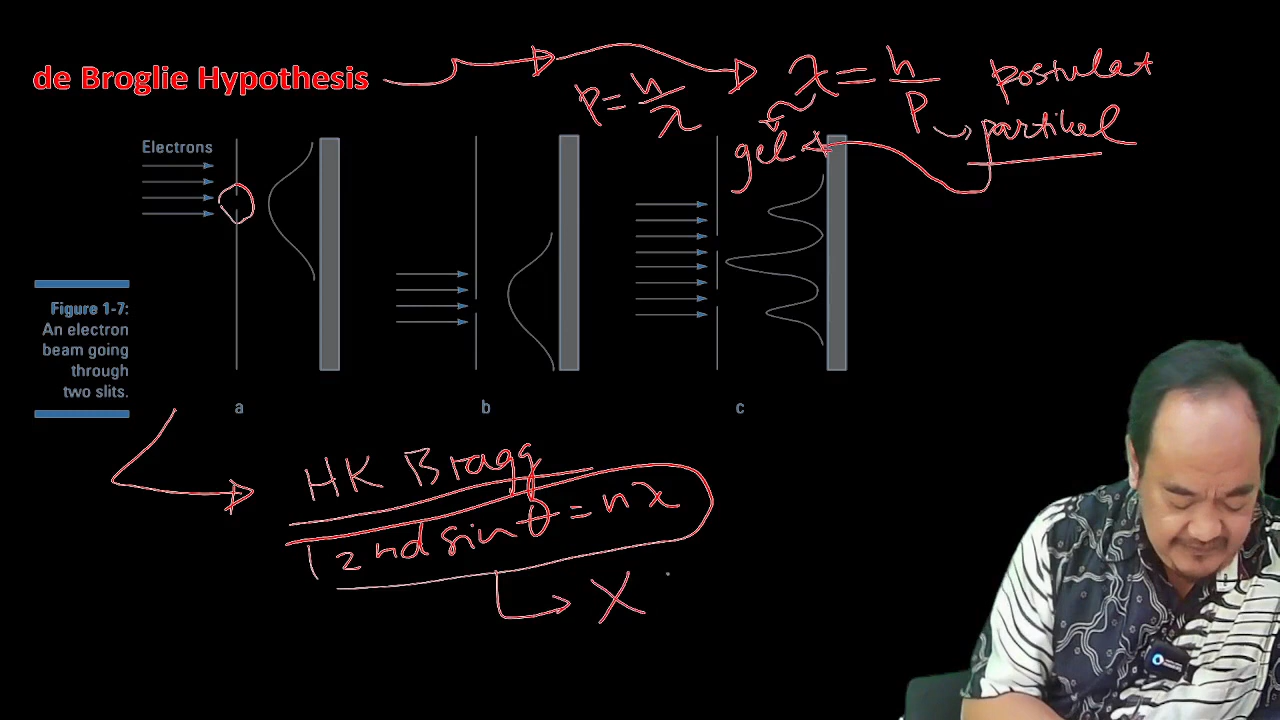 de Broglie Hypothesis
p = h/λ
λ = h/p
postulat
gel
partikel
Electrons
Figure 1-7:
An electron
beam going
through
two slits.
a
b
c
HK Bragg
2nd sin θ = nλ
X